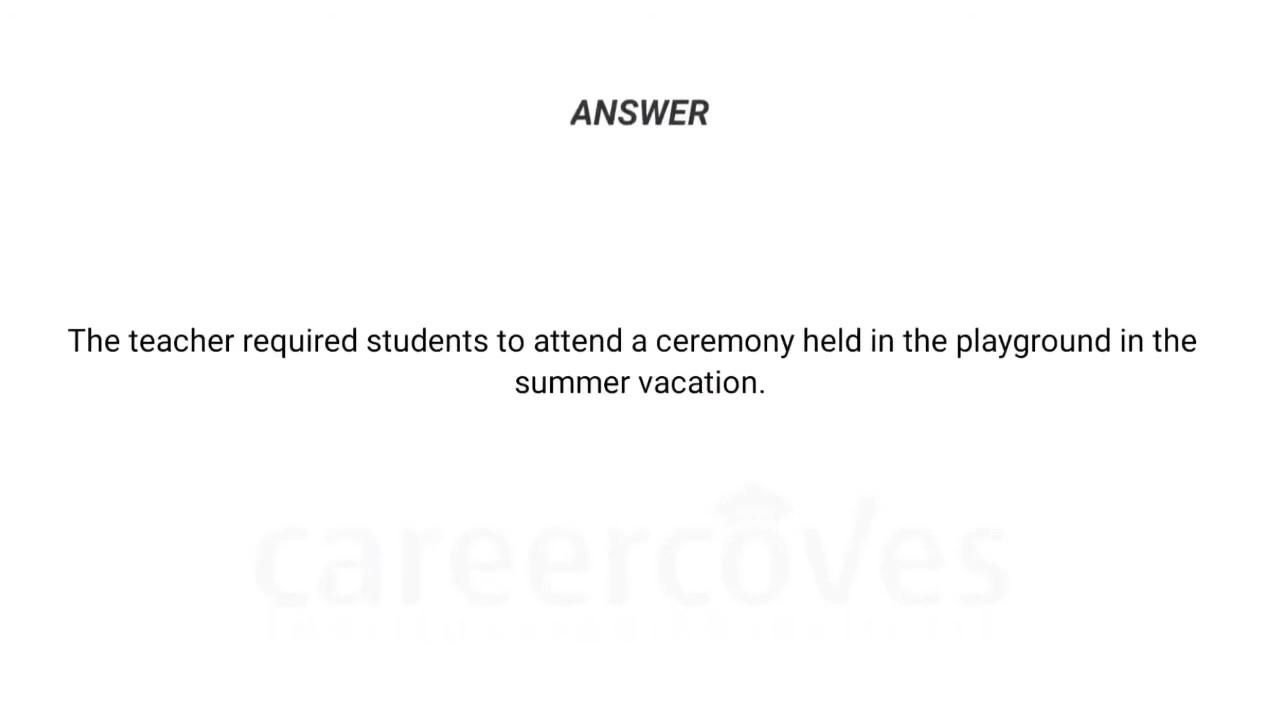 ANSWER
The teacher required students to attend a ceremony held in the playground in the
summer vacation.
careercoves